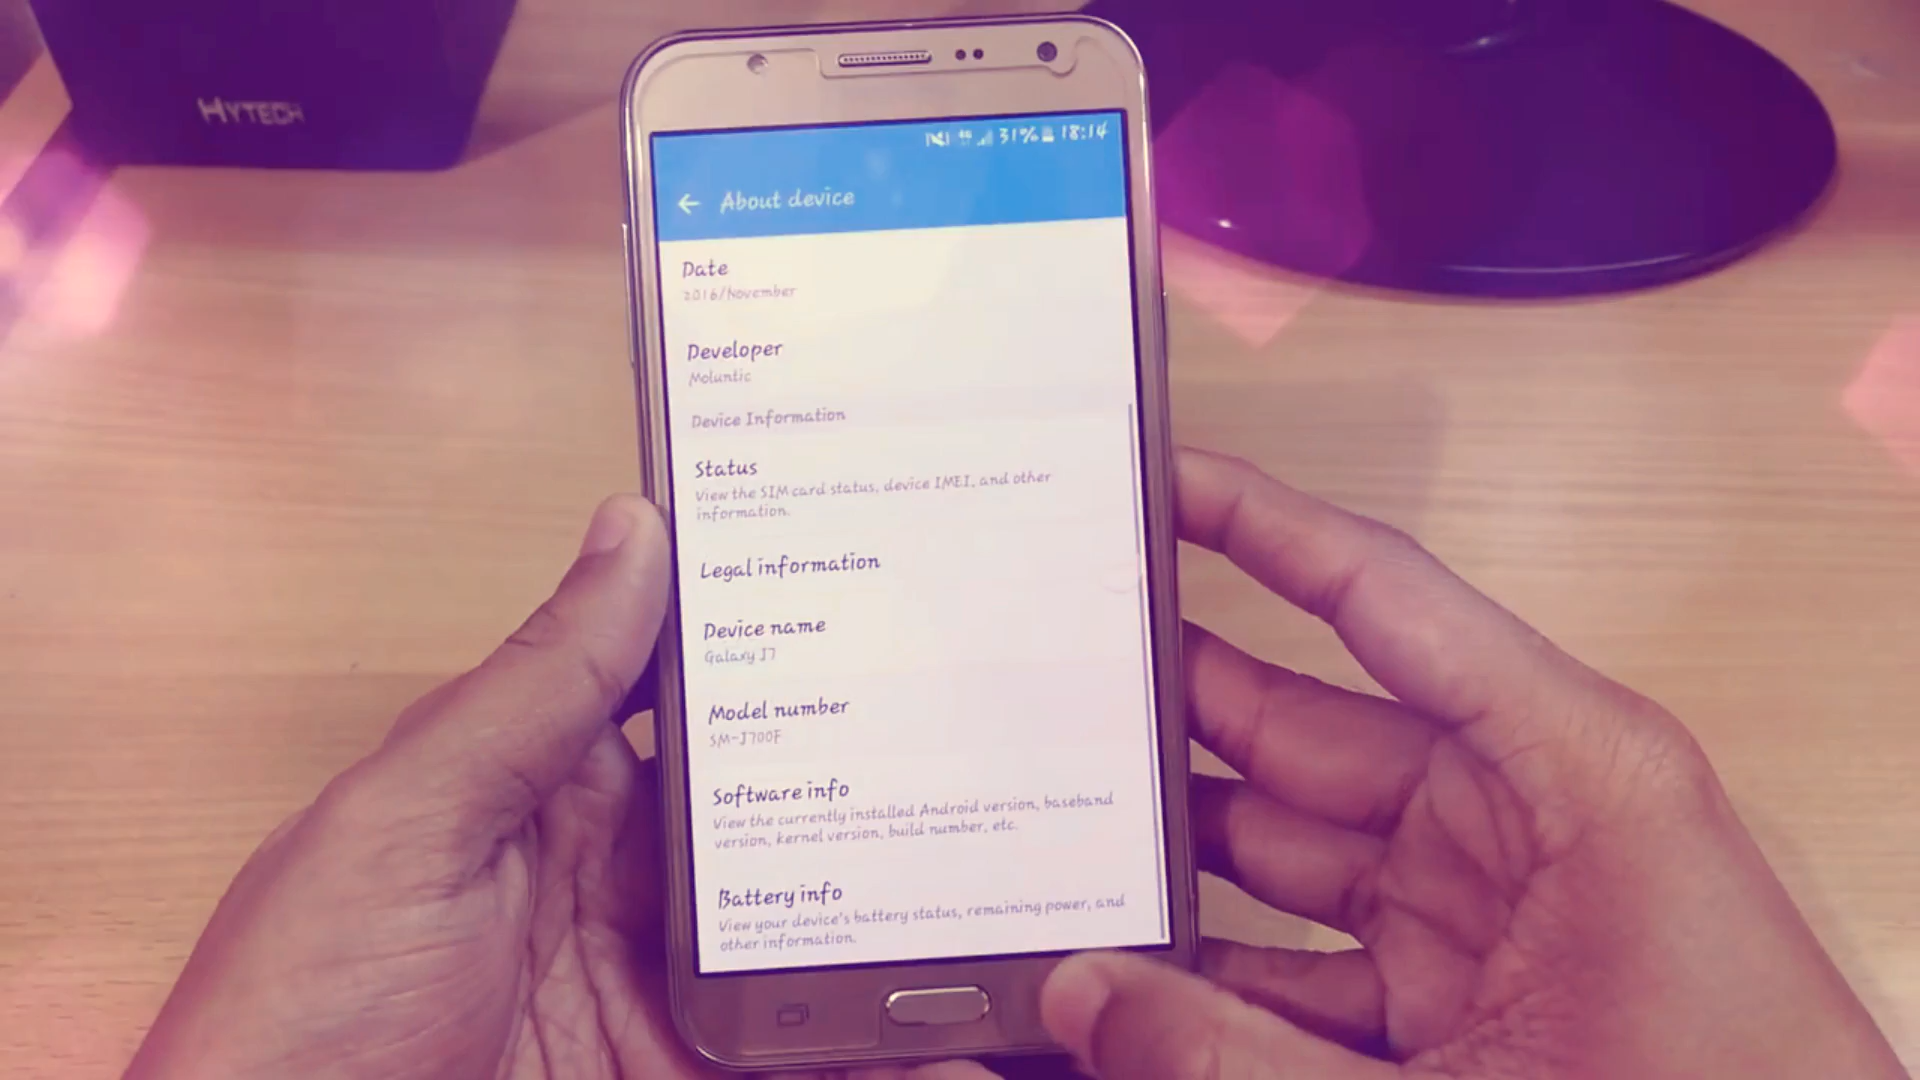 HYTECH
31% 18:14
About device
Date
2016/November
Developer
Moluntic
Device Information
Status
View the SIM card status, device IMEI, and other
information.
Legal information
Device name
Galaxy J7
Model number
SM-J700F
Software info
View the currently installed Android version, baseband
version, kernel version, build number, etc.
Battery info
View your device's battery status, remaining power, and
other information.